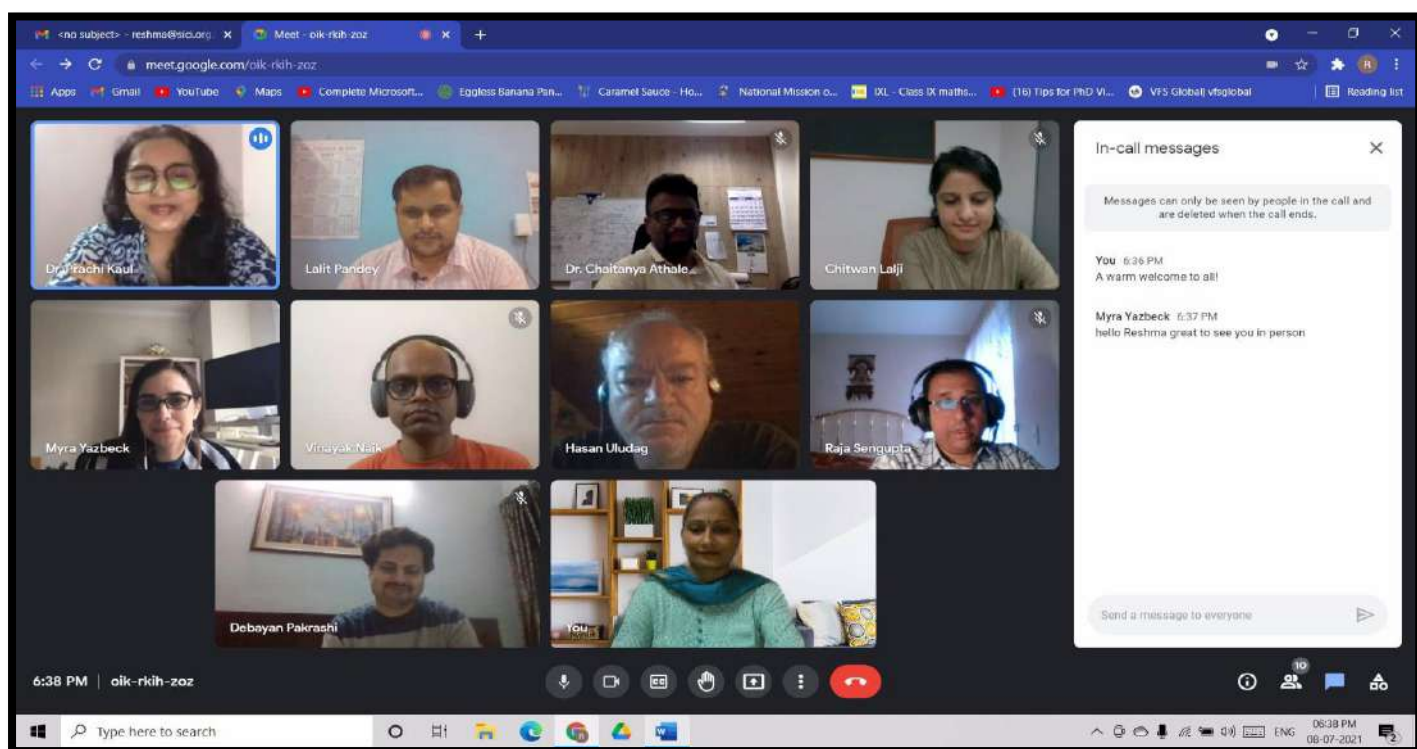 <no subject> - reshma@sici.org
Meet - oik-rkih-zoz
meet.google.com/oik-rkih-zoz
R
Apps
Gmail
YouTube
Maps
Complete Microsoft...
Eggless Banana Pan...
Caramel Sauce - Ho...
National Mission o...
IXL - Class IX maths...
(16) Tips for PhD Vi...
VFS Global| vfsglobal
Reading list
Dr. Prachi Kaul
Lalit Pandey
Dr. Chaitanya Athale
Chitwan Lalji
Myra Yazbeck
Vinayak Naik
Hasan Uludag
Raja Sengupta
Debayan Pakrashi
You
In-call messages
Messages can only be seen by people in the call and
are deleted when the call ends.
You 6:36 PM
A warm welcome to all!
Myra Yazbeck 6:37 PM
hello Reshma great to see you in person
Send a message to everyone
6:38 PM | oik-rkih-zoz
CC
10
Type here to search
ENG
06:38 PM
08-07-2021
2